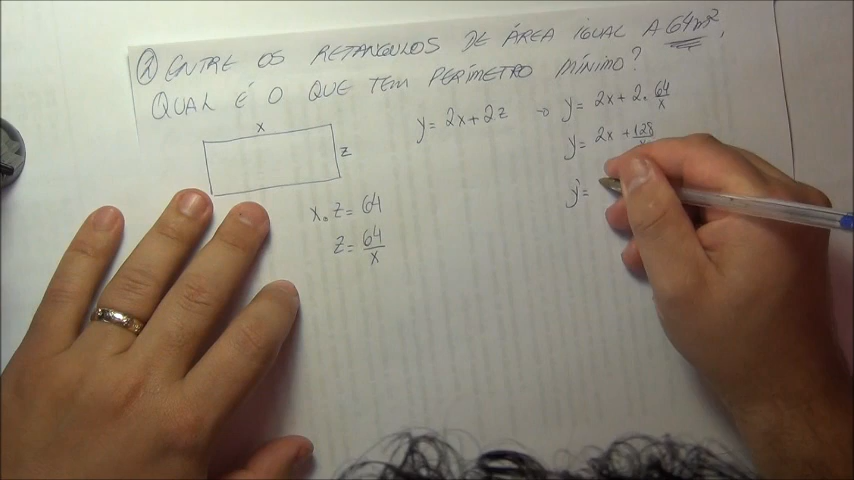 2) ENTRE OS RETANGULOS DE ÁREA IGUAL A 64m²,
QUAL É O QUE TEM PERÍMETRO MÍNIMO?
x
z
x.z = 64
z = 64/x
y = 2x + 2z → y = 2x + 2. 64/x
y = 2x + 128/x
y' =